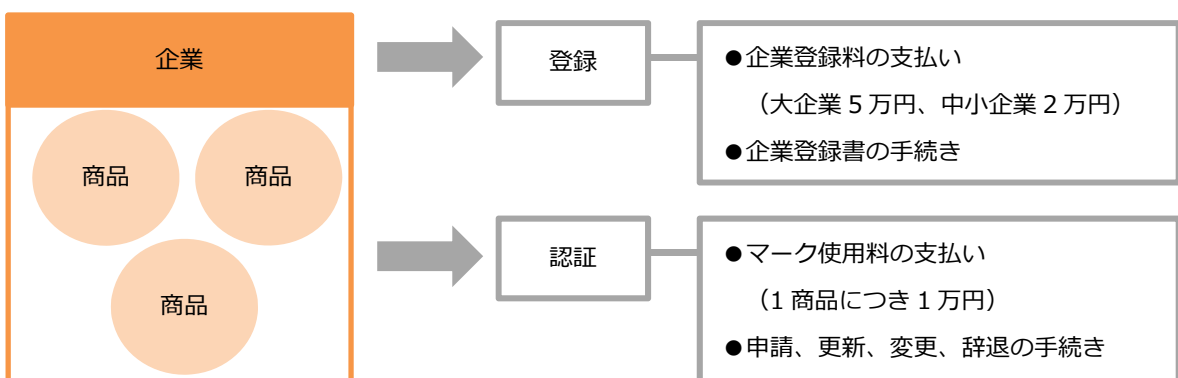 企業
商品
商品
商品
登録
●企業登録料の支払い
（大企業５万円、中小企業２万円）
●企業登録書の手続き
認証
●マーク使用料の支払い
（1 商品につき１万円）
●申請、更新、変更、辞退の手続き